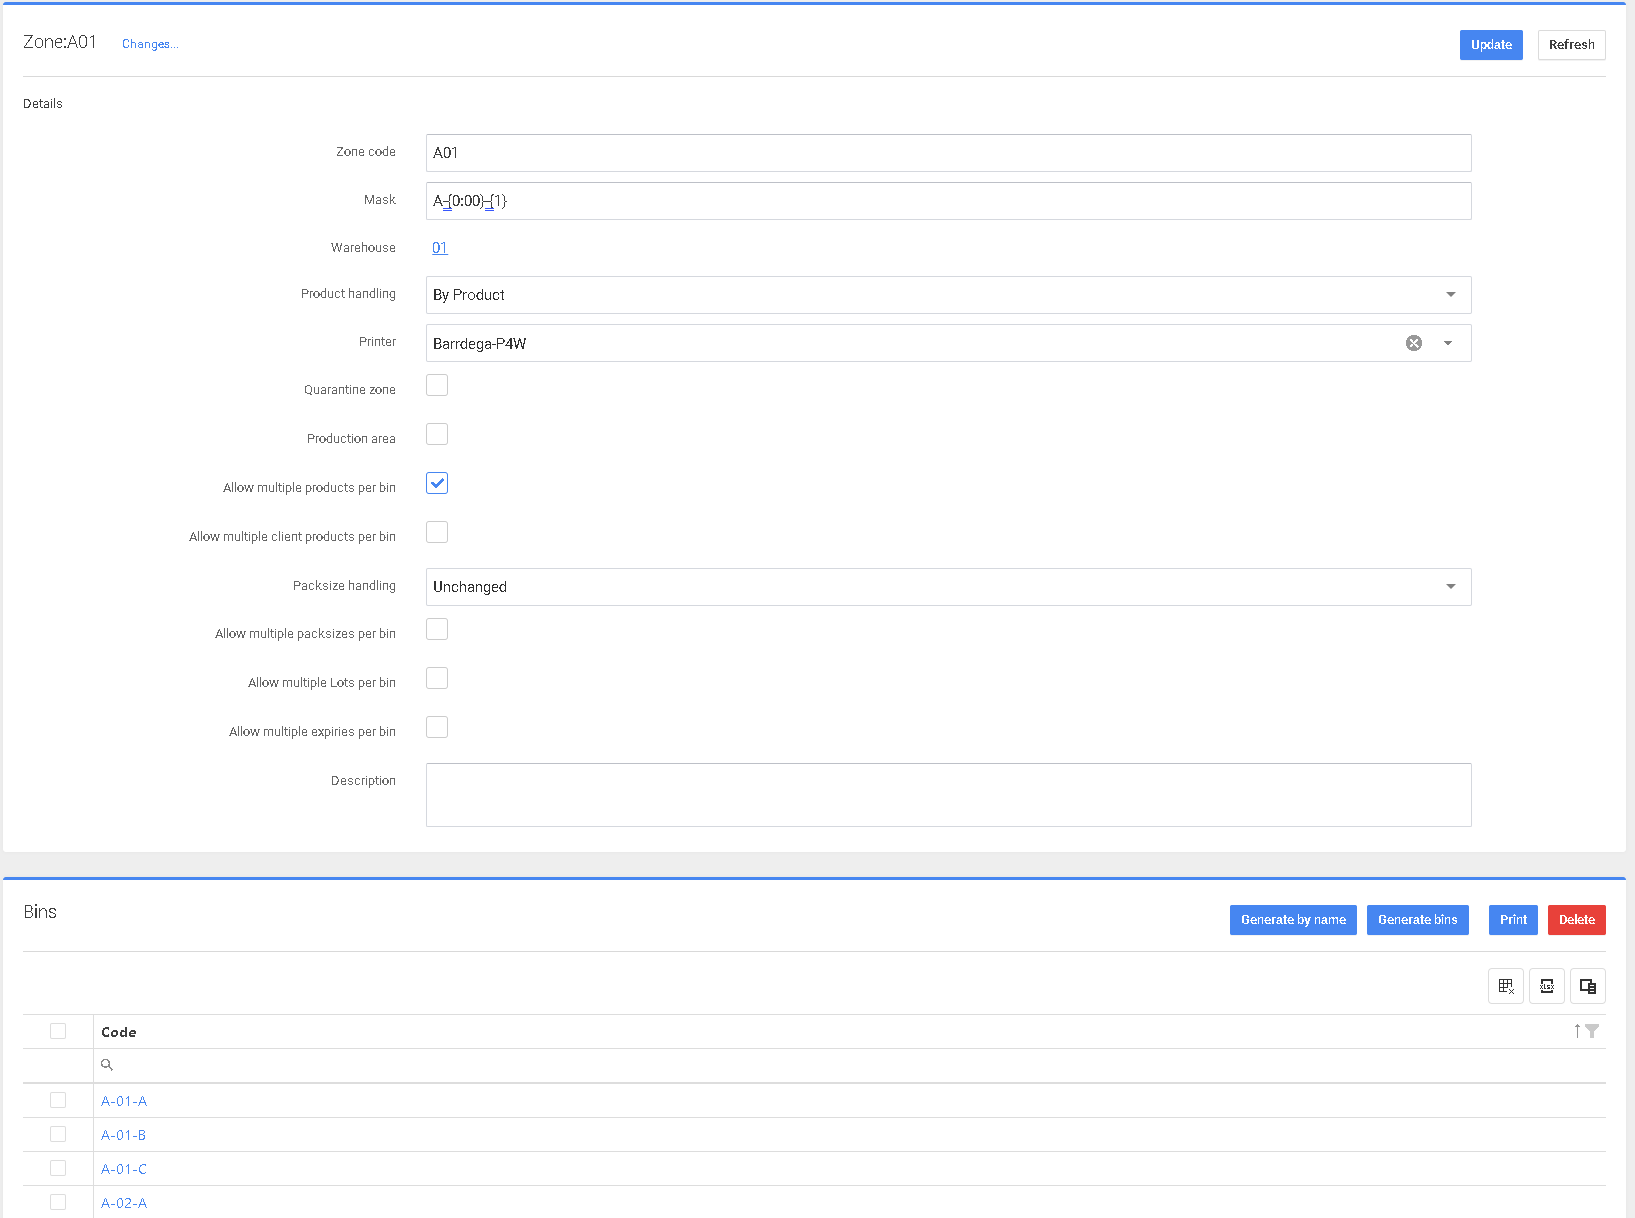 Zone:A01 Changes...
Update Refresh
Details
Zone code A01
Mask A-{0:00}-{1}
Warehouse 01
Product handling By Product
Printer Barrdega-P4W
Quarantine zone
Production area
Allow multiple products per bin
Allow multiple client products per bin
Packsize handling Unchanged
Allow multiple packsizes per bin
Allow multiple Lots per bin
Allow multiple expiries per bin
Description
Bins
Generate by name Generate bins Print Delete
XLSX
Code
A-01-A
A-01-B
A-01-C
A-02-A